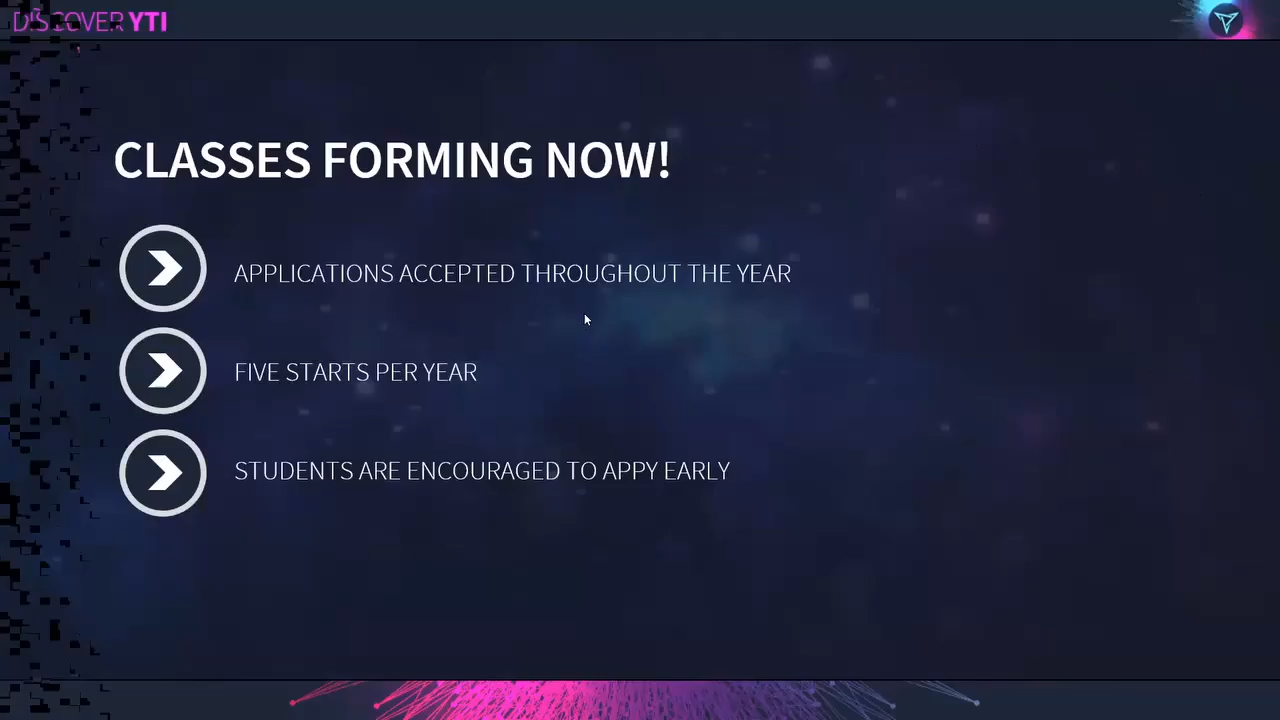 DISCOVER YTI
CLASSES FORMING NOW!
APPLICATIONS ACCEPTED THROUGHOUT THE YEAR
FIVE STARTS PER YEAR
STUDENTS ARE ENCOURAGED TO APPY EARLY